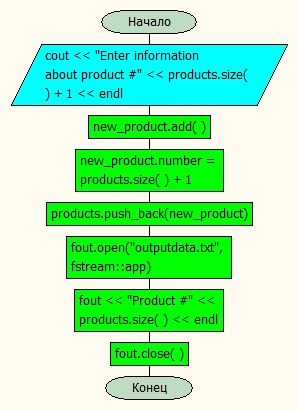 Начало
cout << "Enter information
about product #" << products.size(
) + 1 << endl
new_product.add( )
new_product.number =
products.size( ) + 1
products.push_back(new_product)
fout.open("outputdata.txt",
fstream::app)
fout << "Product #" <<
products.size( ) << endl
fout.close( )
Конец